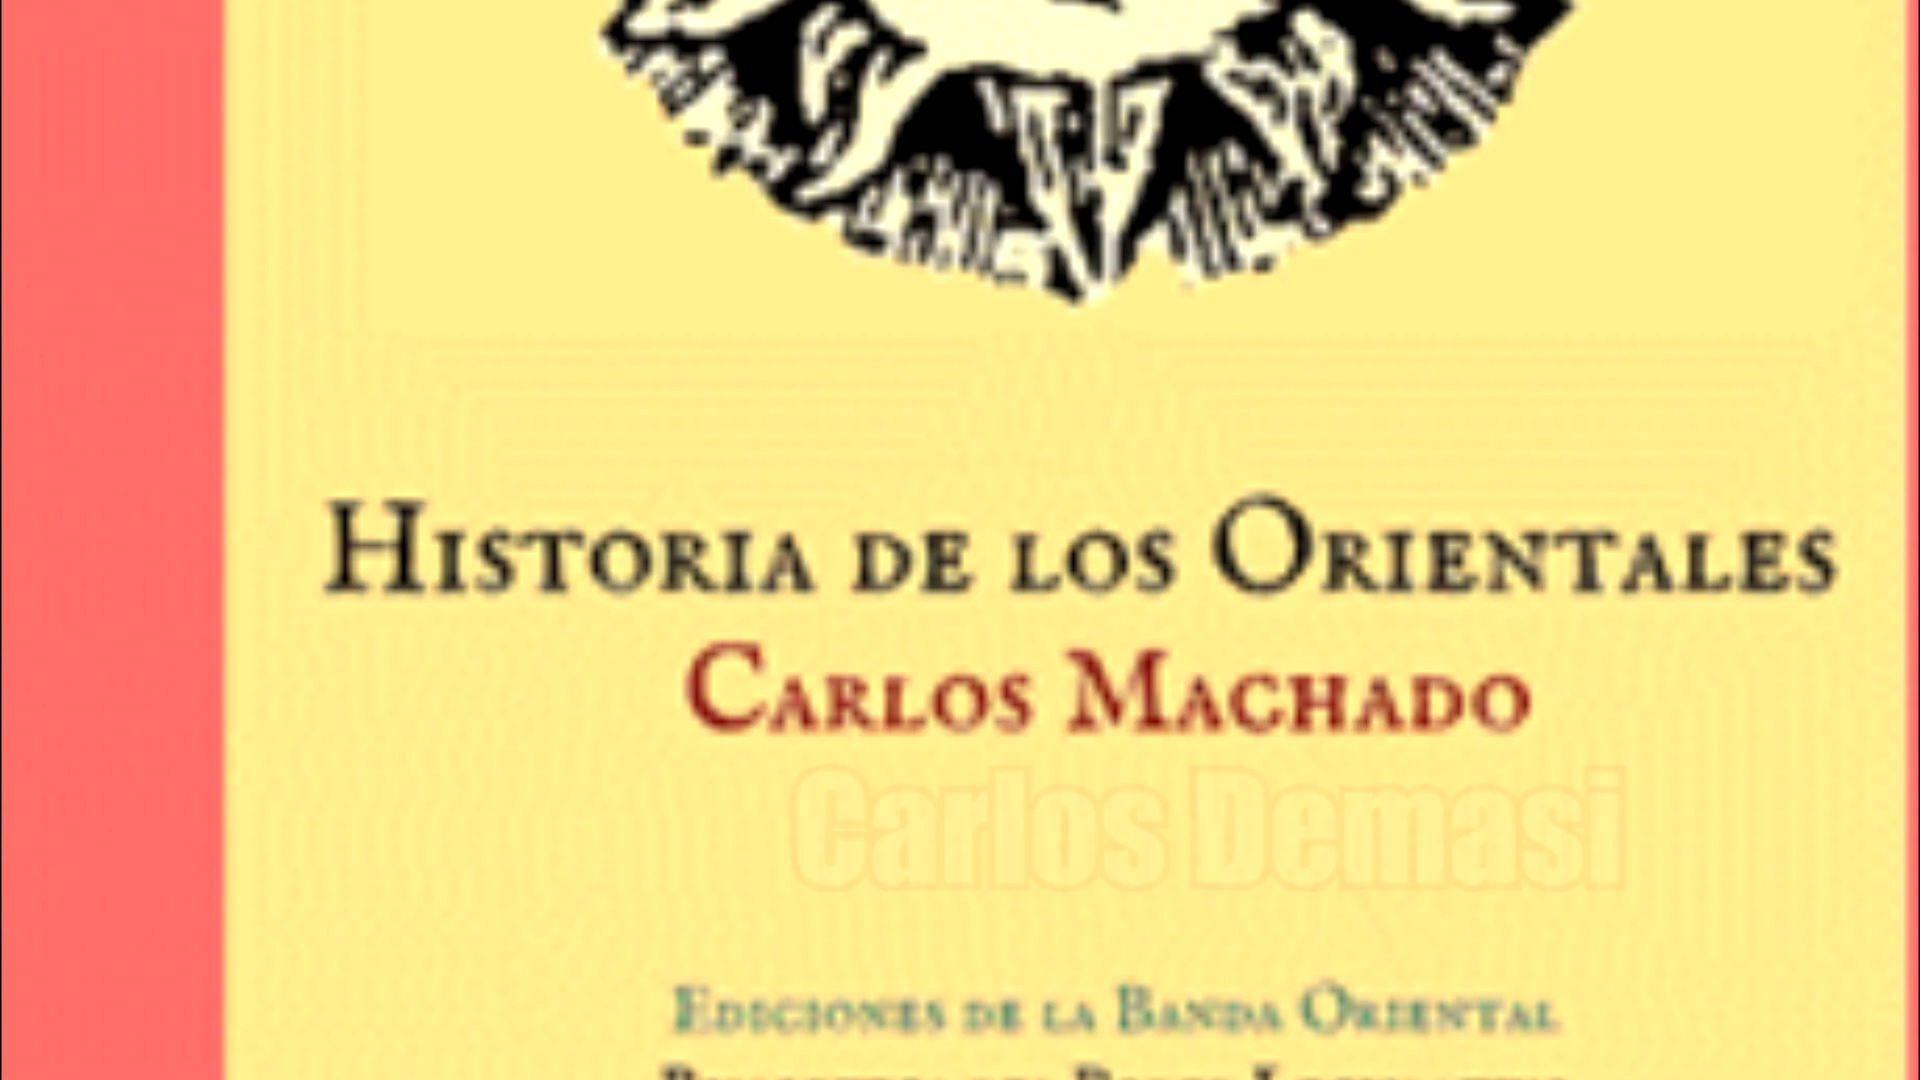 Historia de los Orientales
Carlos Machado
Carlos Demasi
Ediciones de la Banda Oriental